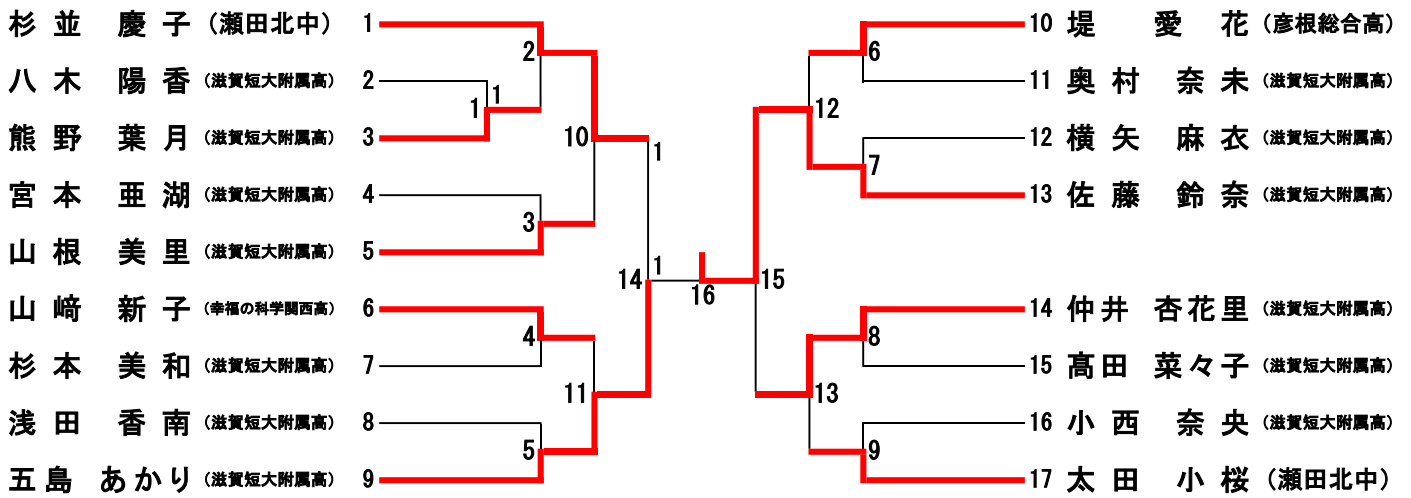 杉並 慶子 (瀬田北中) 1
八木 陽香 (滋賀短大附属高) 2
熊野 葉月 (滋賀短大附属高) 3
宮本 亜湖 (滋賀短大附属高) 4
山根 美里 (滋賀短大附属高) 5
山﨑 新子 (幸福の科学関西高) 6
杉本 美和 (滋賀短大附属高) 7
浅田 香南 (滋賀短大附属高) 8
五島 あかり (滋賀短大附属高) 9
2
1
1
10
1
3
14
1
4
11
5
16
15
6
12
7
8
13
9
10 堤 愛花 (彦根総合高)
11 奥村 奈未 (滋賀短大附属高)
12 横矢 麻衣 (滋賀短大附属高)
13 佐藤 鈴奈 (滋賀短大附属高)
14 仲井 杏花里 (滋賀短大附属高)
15 髙田 菜々子 (滋賀短大附属高)
16 小西 奈央 (滋賀短大附属高)
17 太田 小桜 (瀬田北中)